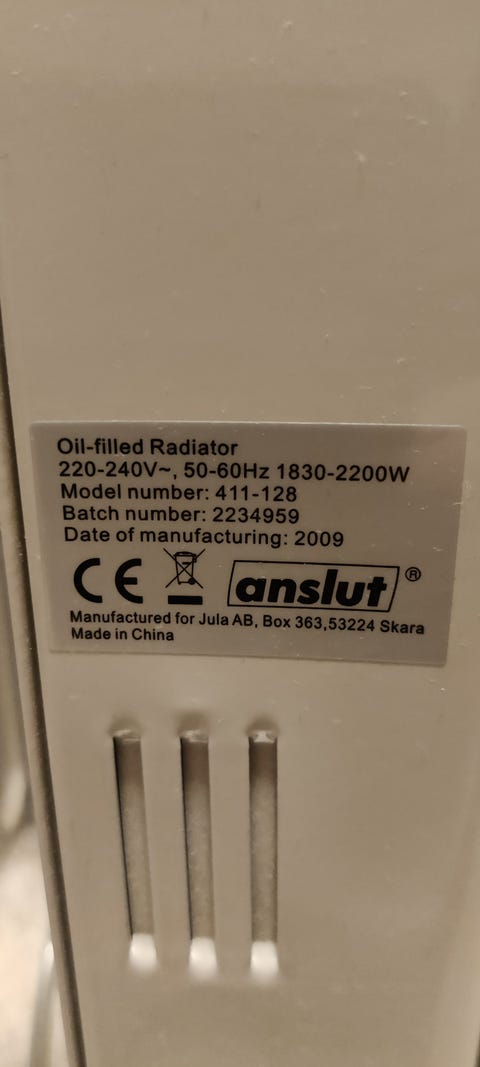 Oil-filled Radiator
220-240V~, 50-60Hz 1830-2200W
Model number: 411-128
Batch number: 2234959
Date of manufacturing: 2009
CE anslut®
Manufactured for Jula AB, Box 363,53224 Skara
Made in China